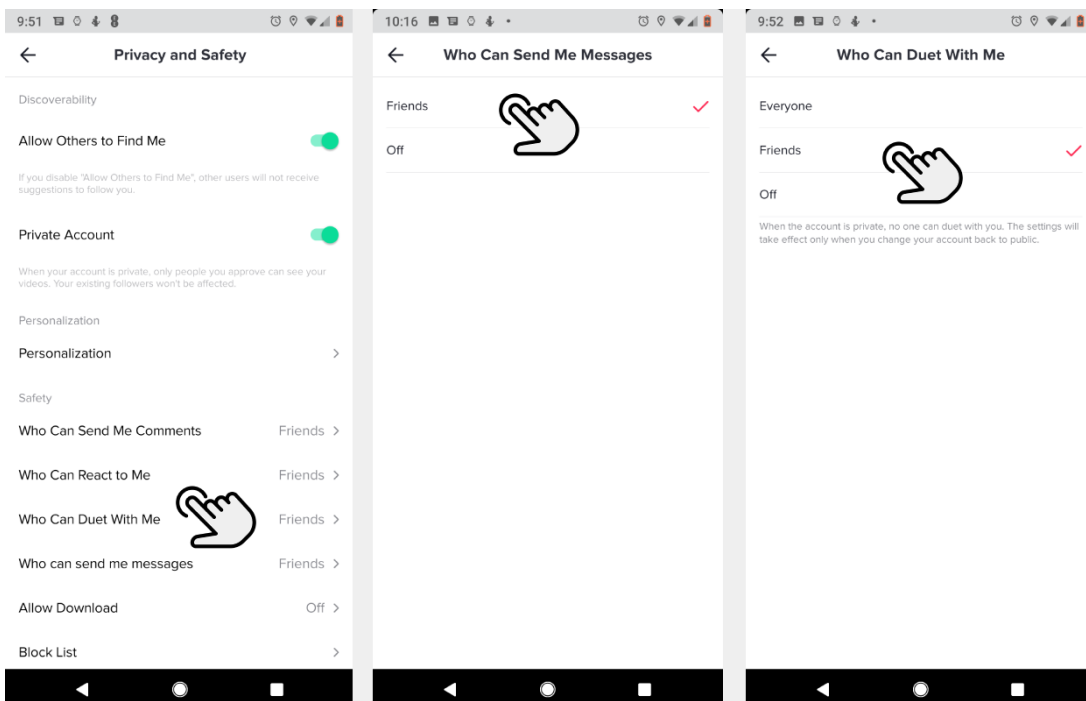 9:51
Privacy and Safety
Discoverability
Allow Others to Find Me
If you disable "Allow Others to Find Me", other users will not receive
suggestions to follow you.
Private Account
When your account is private, only people you approve can see your
videos. Your existing followers won't be affected.
Personalization
Personalization
Safety
Who Can Send Me Comments Friends
Who Can React to Me Friends
Who Can Duet With Me Friends
Who can send me messages Friends
Allow Download Off
Block List
10:16
Who Can Send Me Messages
Friends
Off
9:52
Who Can Duet With Me
Everyone
Friends
Off
When the account is private, no one can duet with you. The settings will
take effect only when you change your account back to public.